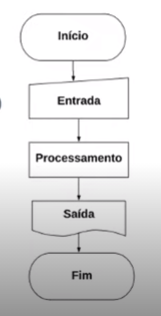 Início
Entrada
Processamento
Saída
Fim